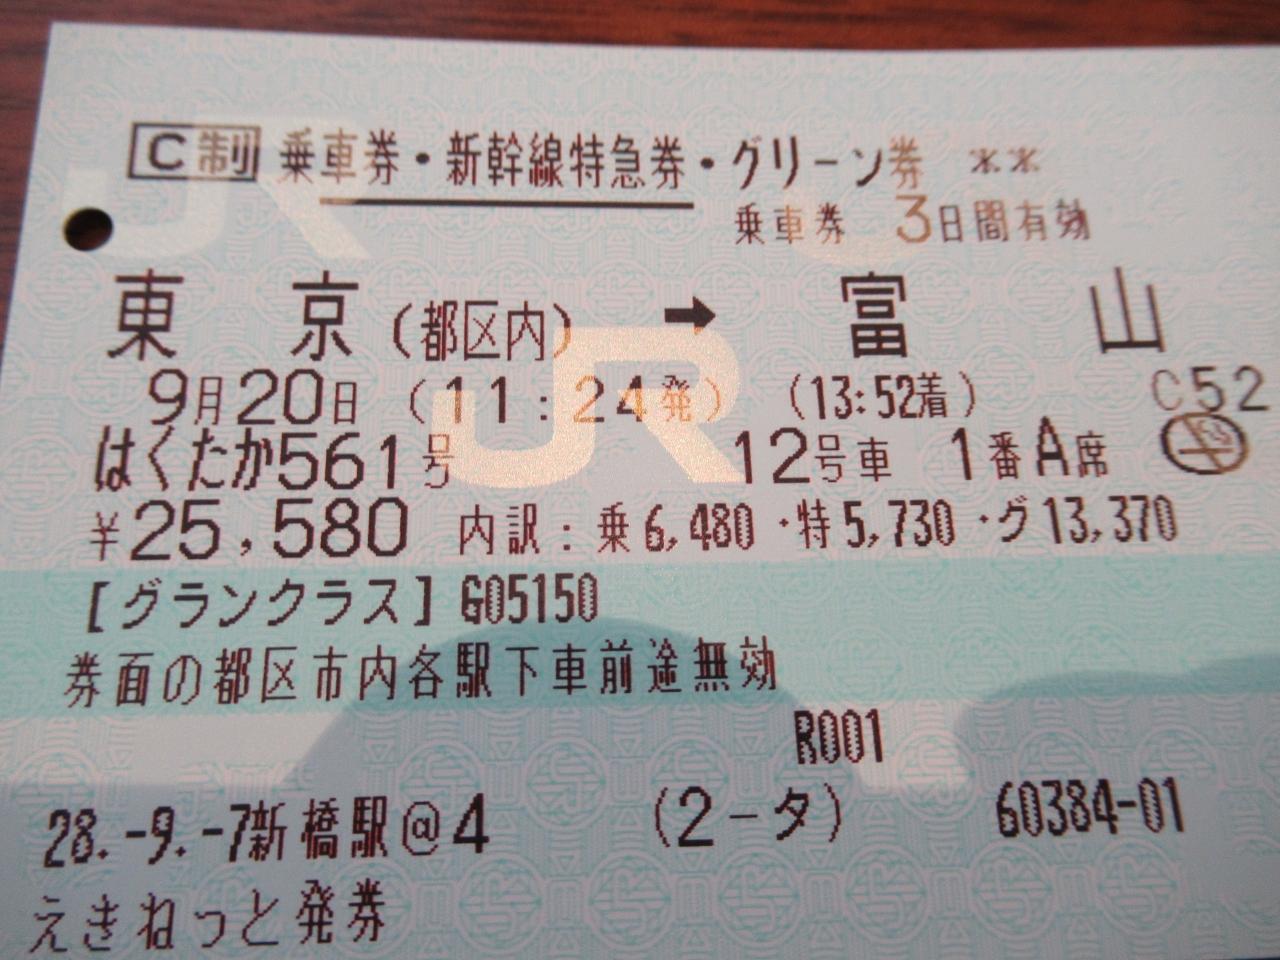 C制 乗車券・新幹線特急券・グリーン券 **
乗車券 3日間有効
東京(都区内) → 富山
9月20日 (11:24発) (13:52着) C52
はくたか561号 12号車 1番A席
¥25,580 内訳:乗6,480・特5,730・グ13,370
[グランクラス] G05150
券面の都区市内各駅下車前途無効
R001
28.-9.-7新橋駅@4 (2-タ) 60384-01
えきねっと発券
JR
JR